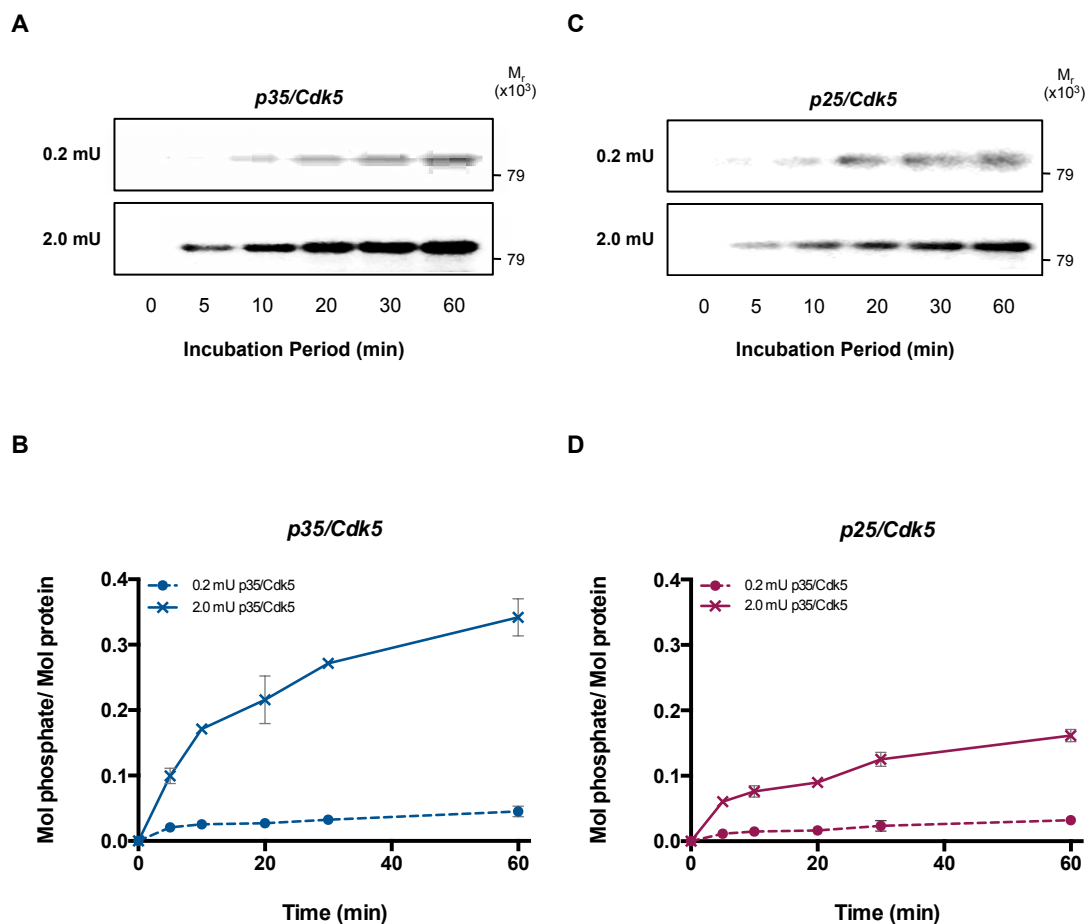 A
p35/Cdk5
Mr
(x10³)
0.2 mU
79
2.0 mU
79
0 5 10 20 30 60
Incubation Period (min)
C
p25/Cdk5
Mr
(x10³)
0.2 mU
79
2.0 mU
79
0 5 10 20 30 60
Incubation Period (min)
B
p35/Cdk5
0.2 mU p35/Cdk5
2.0 mU p35/Cdk5
Mol phosphate/ Mol protein
0.4
0.3
0.2
0.1
0.0
0 20 40 60
Time (min)
D
p25/Cdk5
0.2 mU p35/Cdk5
2.0 mU p35/Cdk5
Mol phosphate/ Mol protein
0.4
0.3
0.2
0.1
0.0
0 20 40 60
Time (min)